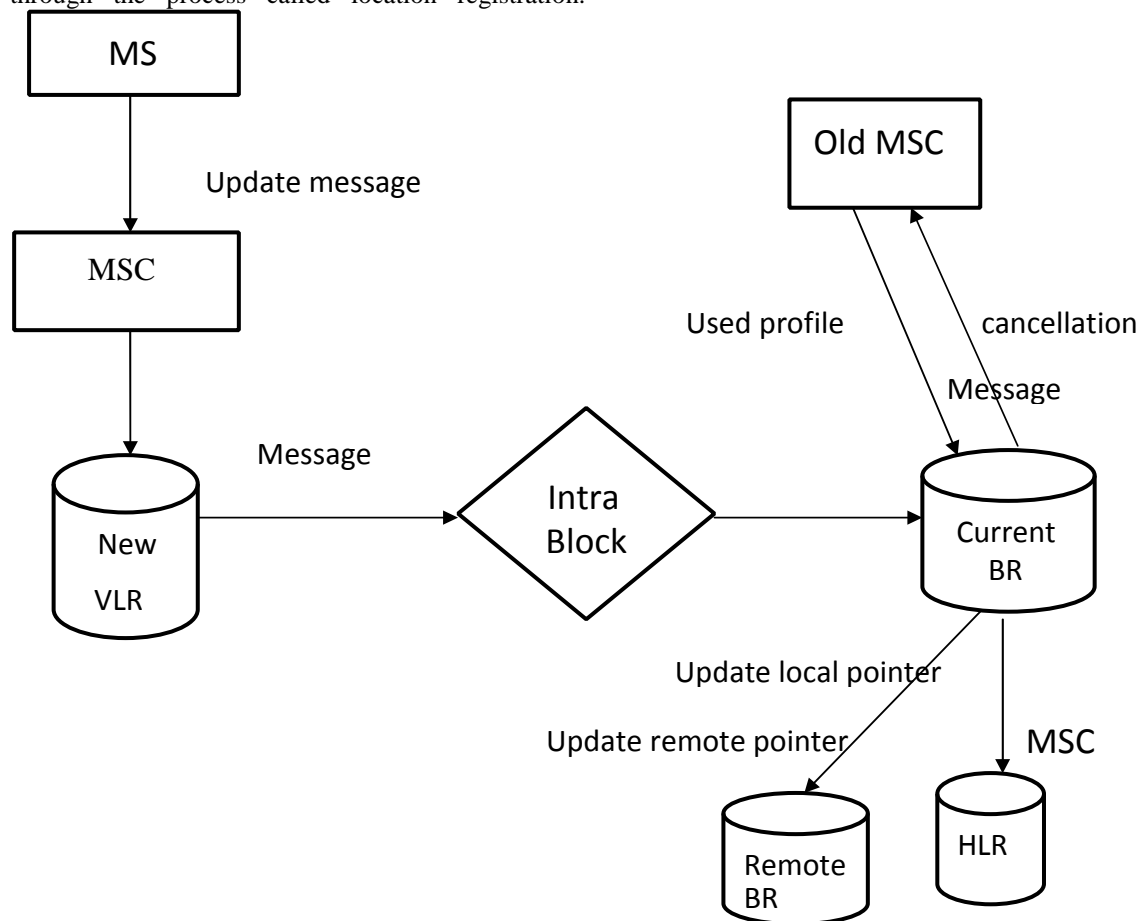 through the process called location registration.
MS
Old MSC
Update message
MSC
Used profile
cancellation
Message
Message
Intra
Block
New
VLR
Current
BR
Update local pointer
Update remote pointer
MSC
HLR
Remote
BR